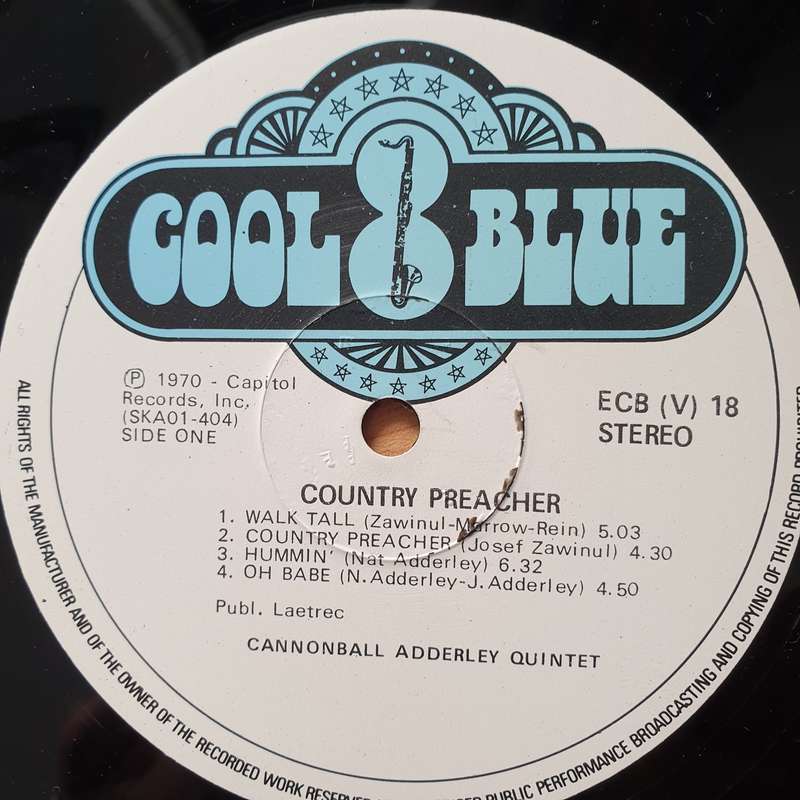 COOL BLUE
℗ 1970 - Capitol
Records, Inc.
(SKA01-404)
SIDE ONE
ECB (V) 18
STEREO
COUNTRY PREACHER
1. WALK TALL (Zawinul-Marrow-Rein) 5.03
2. COUNTRY PREACHER (Josef Zawinul) 4.30
3. HUMMIN' (Nat Adderley) 6.32
4. OH BABE (N.Adderley-J.Adderley) 4.50
Publ. Laetrec
CANNONBALL ADDERLEY QUINTET
ALL RIGHTS OF THE MANUFACTURER AND OF THE OWNER OF THE RECORDED WORK PUBLIC PERFORMANCE BROADCASTING AND COPYING OF THIS RECORD